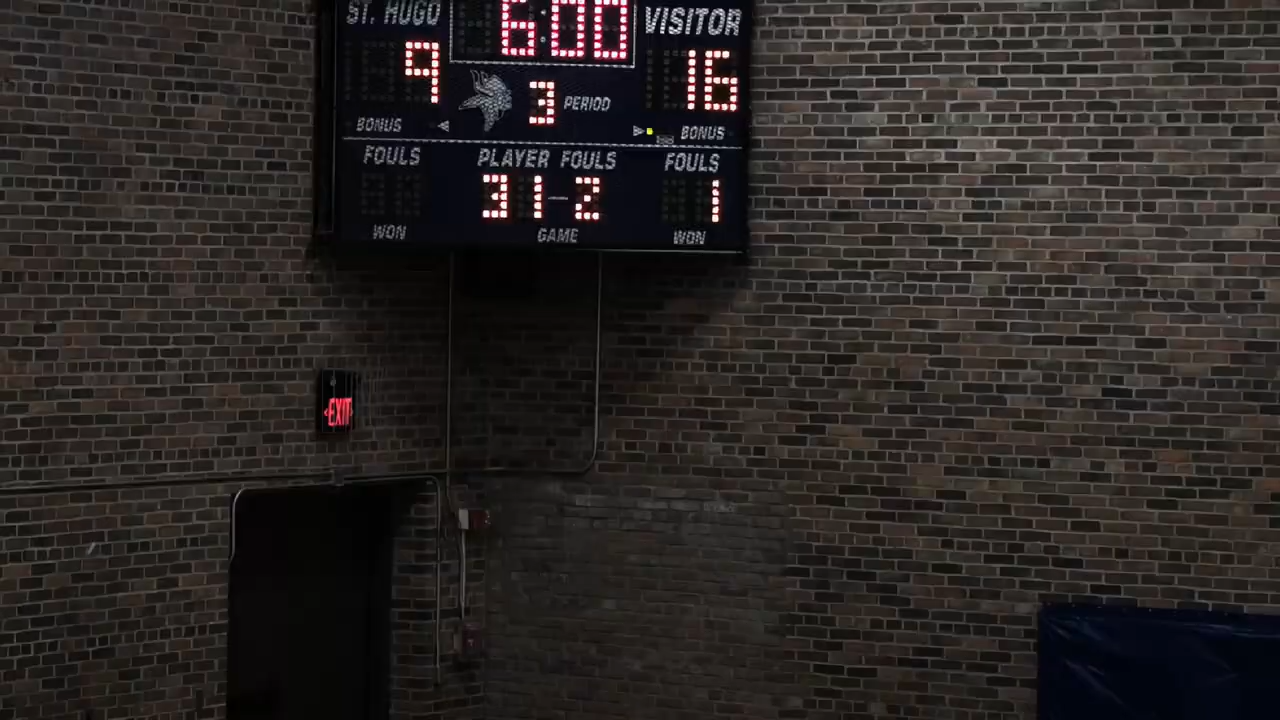 ST. HUGO 6:00 VISITOR
9 3 PERIOD 16
BONUS BONUS
FOULS PLAYER FOULS FOULS
31-2 1
WON GAME WON
EXIT